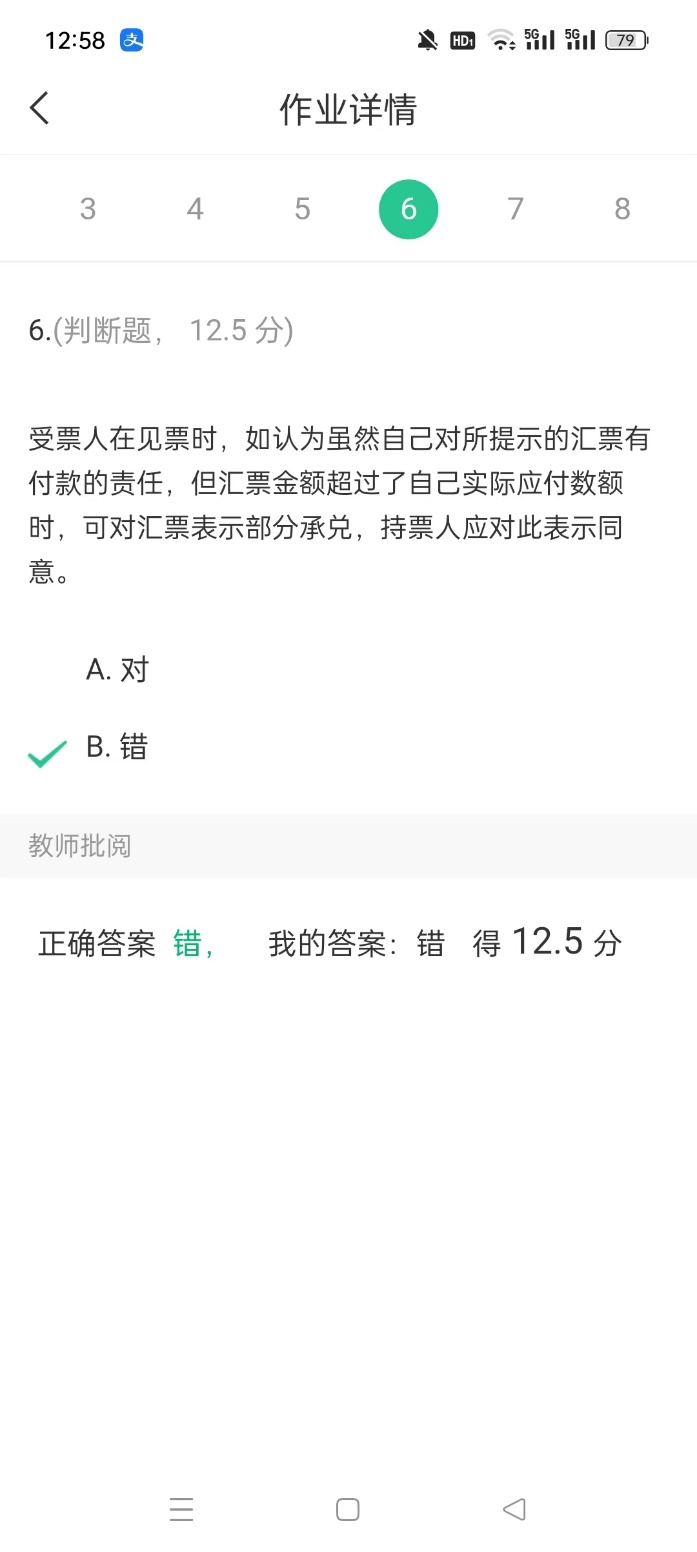 12:58 支 HD1 5G 5G 79
作业详情
3 4 5 6 7 8
6.(判断题， 12.5 分)
受票人在见票时，如认为虽然自己对所提示的汇票有
付款的责任，但汇票金额超过了自己实际应付数额
时，可对汇票表示部分承兑，持票人应对此表示同
意。
A. 对
B. 错
教师批阅
正确答案 错， 我的答案：错 得 12.5 分